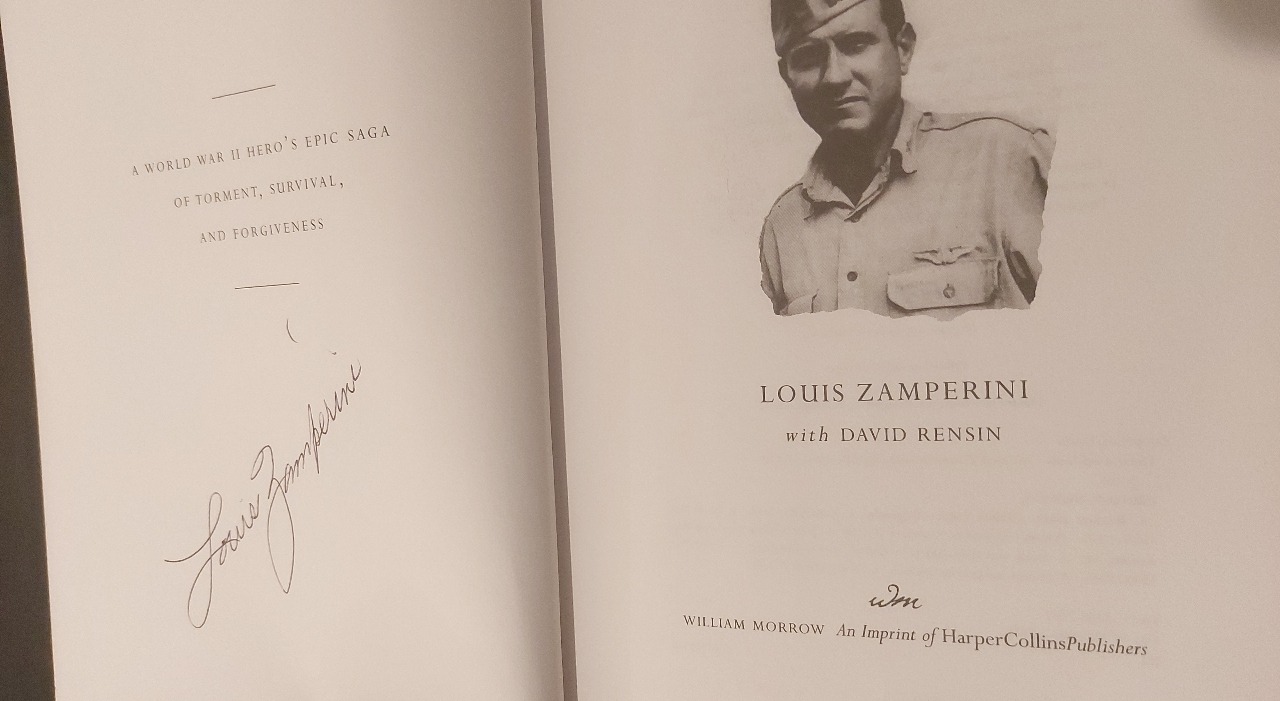 A WORLD WAR II HERO'S EPIC SAGA
OF TORMENT, SURVIVAL,
AND FORGIVENESS
Louis Zamperini
LOUIS ZAMPERINI
with DAVID RENSIN
wm
WILLIAM MORROW An Imprint of HarperCollinsPublishers